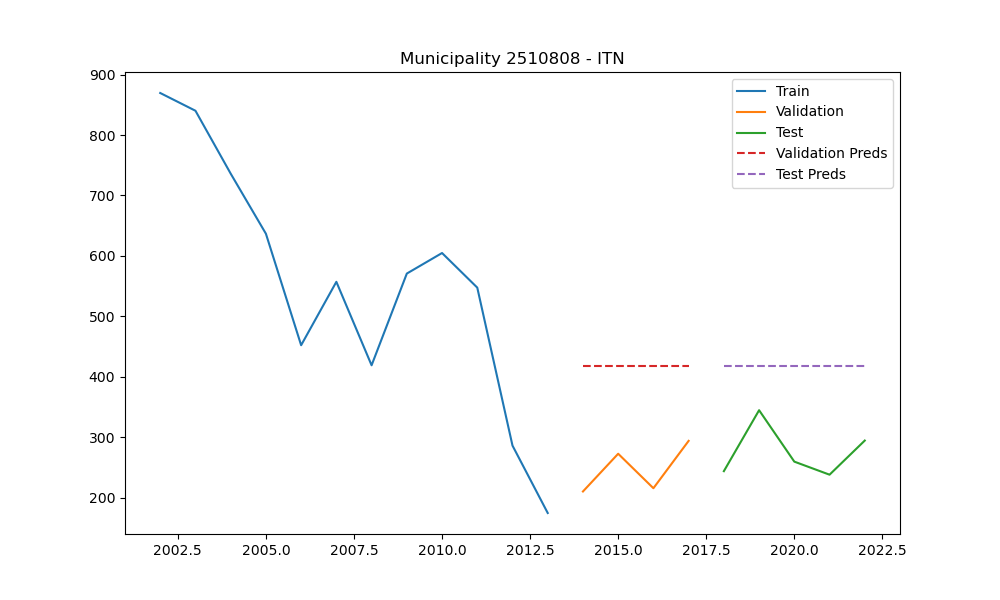 Municipality 2510808 - ITN
900
800
700
600
500
400
300
200
2002.5 2005.0 2007.5 2010.0 2012.5 2015.0 2017.5 2020.0 2022.5
Train
Validation
Test
Validation Preds
Test Preds